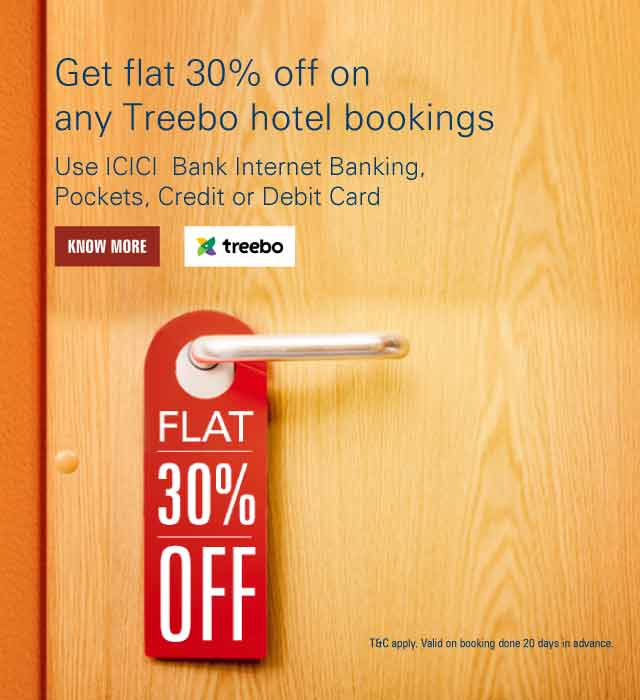 Get flat 30% off on
any Treebo hotel bookings
Use ICICI Bank Internet Banking,
Pockets, Credit or Debit Card
KNOW MORE
treebo
FLAT
30%
OFF
T&C apply. Valid on booking done 20 days in advance.